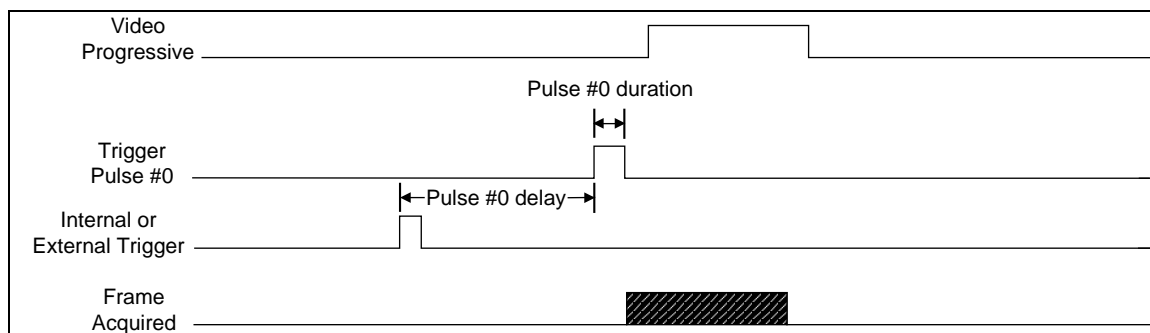 Video
Progressive
Pulse #0 duration
Trigger
Pulse #0
Pulse #0 delay
Internal or
External Trigger
Frame
Acquired